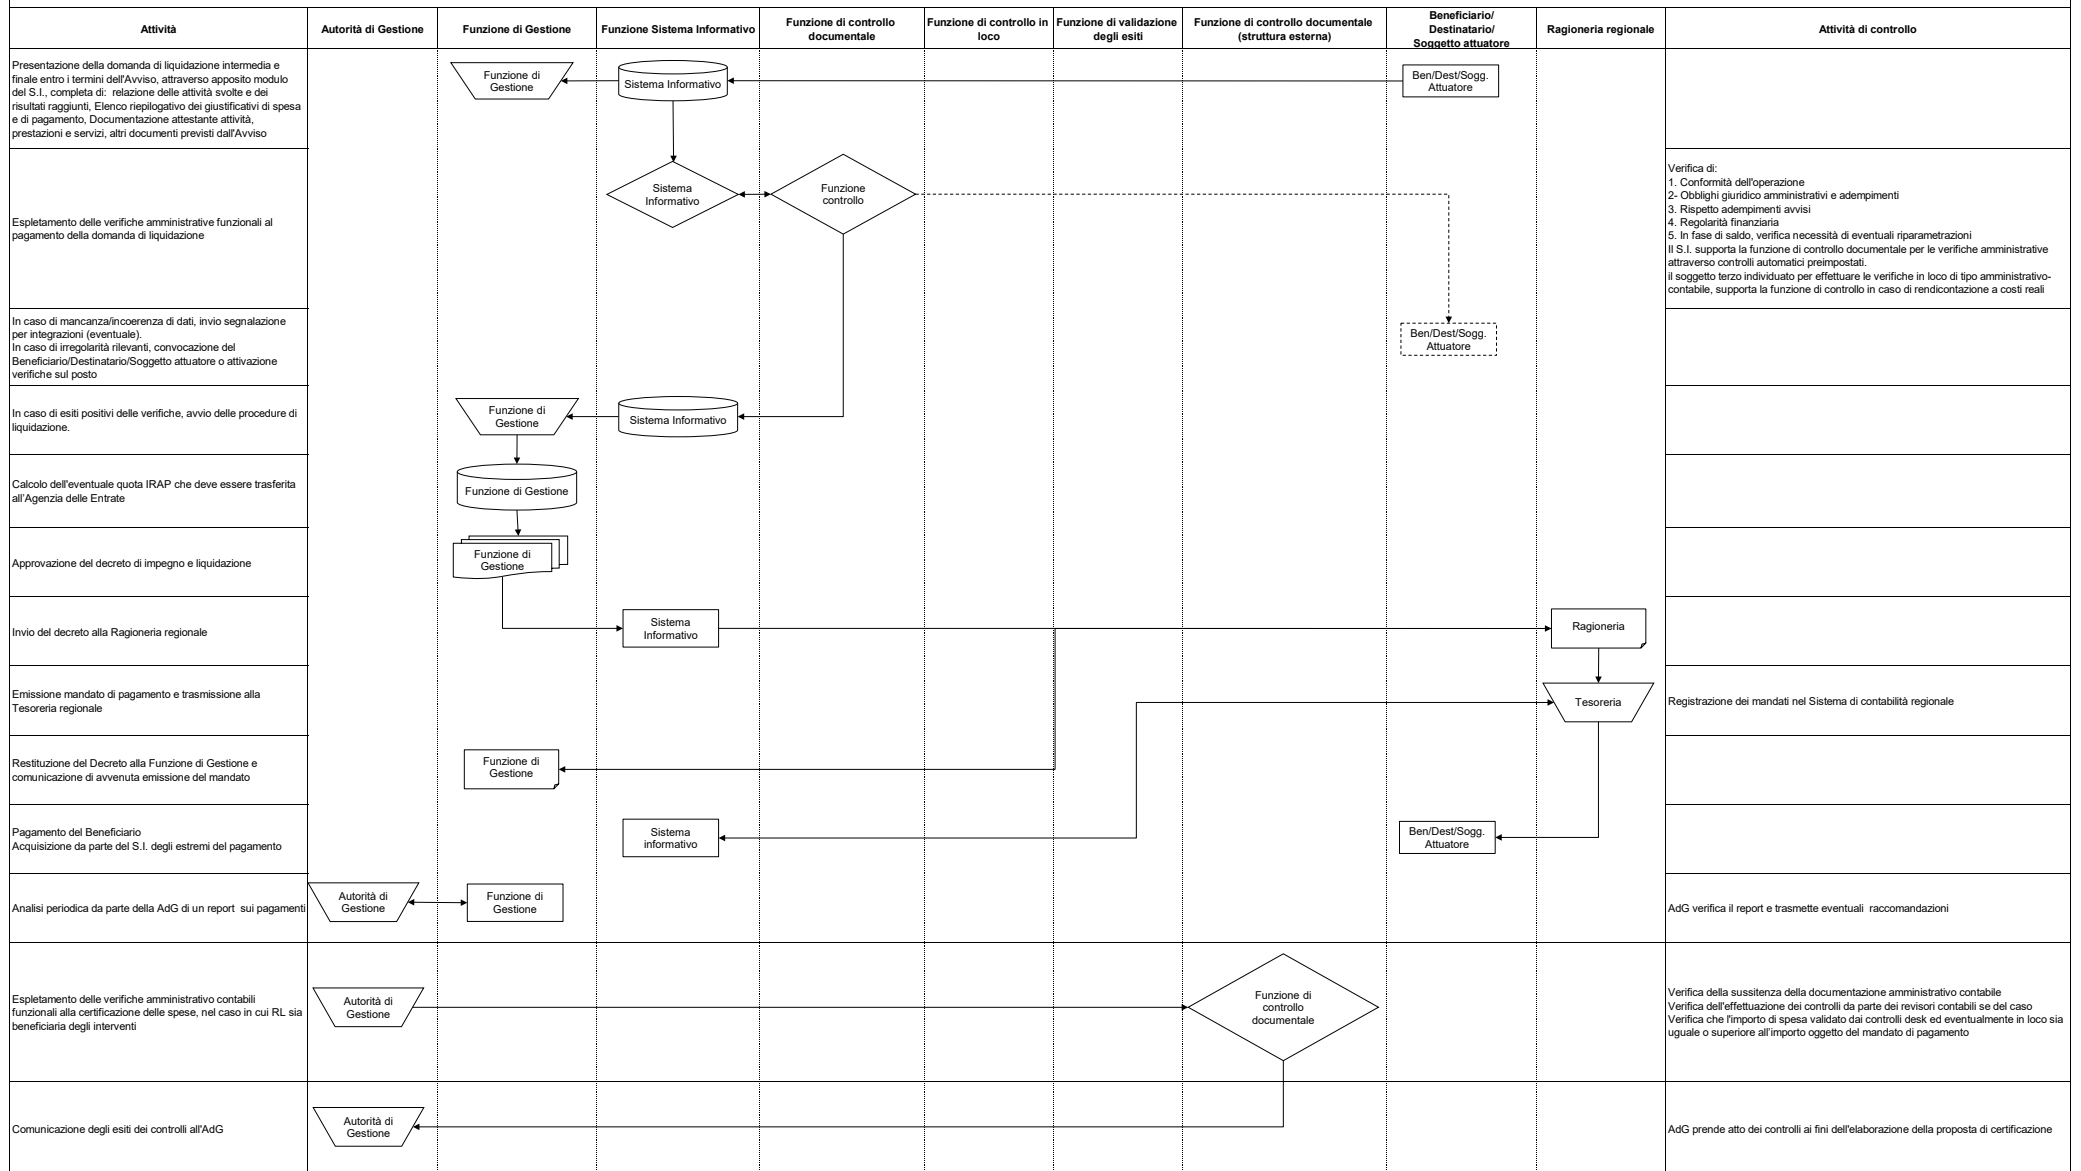 Attività
Autorità di Gestione
Funzione di Gestione
Funzione Sistema Informativo
Funzione di controllo
documentale
Funzione di controllo in
loco
Funzione di validazione
degli esiti
Funzione di controllo documentale
(struttura esterna)
Beneficiario/
Destinatario/
Soggetto attuatore
Ragioneria regionale
Attività di controllo
Presentazione della domanda di liquidazione intermedia e
finale entro i termini dell'Avviso, attraverso apposito modulo
del S.I., completa di: relazione delle attività svolte e dei
risultati raggiunti, Elenco riepilogativo dei giustificativi di spesa
e di pagamento, Documentazione attestante attività,
prestazioni e servizi, altri documenti previsti dall'Avviso
Funzione di
Gestione
Sistema Informativo
Ben/Dest/Sogg.
Attuatore
Espletamento delle verifiche amministrative funzionali al
pagamento della domanda di liquidazione
Sistema
Informativo
Funzione
controllo
Verifica di:
1. Conformità dell'operazione
2- Obblighi giuridico amministrativi e adempimenti
3. Rispetto adempimenti avvisi
4. Regolarità finanziaria
5. In fase di saldo, verifica necessità di eventuali riparametrazioni
Il S.I. supporta la funzione di controllo documentale per le verifiche amministrative
attraverso controlli automatici preimpostati.
il soggetto terzo individuato per effettuare le verifiche in loco di tipo amministrativo-
contabile, supporta la funzione di controllo in caso di rendicontazione a costi reali
In caso di mancanza/incoerenza di dati, invio segnalazione
per integrazioni (eventuale).
In caso di irregolarità rilevanti, convocazione del
Beneficiario/Destinatario/Soggetto attuatore o attivazione
verifiche sul posto
Ben/Dest/Sogg.
Attuatore
In caso di esiti positivi delle verifiche, avvio delle procedure di
liquidazione.
Funzione di
Gestione
Sistema Informativo
Calcolo dell'eventuale quota IRAP che deve essere trasferita
all'Agenzia delle Entrate
Funzione di Gestione
Approvazione del decreto di impegno e liquidazione
Funzione di
Gestione
Invio del decreto alla Ragioneria regionale
Sistema
Informativo
Ragioneria
Emissione mandato di pagamento e trasmissione alla
Tesoreria regionale
Tesoreria
Registrazione dei mandati nel Sistema di contabilità regionale
Restituzione del Decreto alla Funzione di Gestione e
comunicazione di avvenuta emissione del mandato
Funzione di
Gestione
Pagamento del Beneficiario
Acquisizione da parte del S.I. degli estremi del pagamento
Sistema
informativo
Ben/Dest/Sogg.
Attuatore
Analisi periodica da parte della AdG di un report sui pagamenti
Autorità di
Gestione
Funzione di
Gestione
AdG verifica il report e trasmette eventuali raccomandazioni
Espletamento delle verifiche amministrativo contabili
funzionali alla certificazione delle spese, nel caso in cui RL sia
beneficiaria degli interventi
Autorità di
Gestione
Funzione di
controllo
documentale
Verifica della sussitenza della documentazione amministrativo contabile
Verifica dell'effettuazione dei controlli da parte dei revisori contabili se del caso
Verifica che l'importo di spesa validato dai controlli desk ed eventualmente in loco sia
uguale o superiore all'importo oggetto del mandato di pagamento
Comunicazione degli esiti dei controlli all'AdG
Autorità di
Gestione
AdG prende atto dei controlli ai fini dell'elaborazione della proposta di certificazione